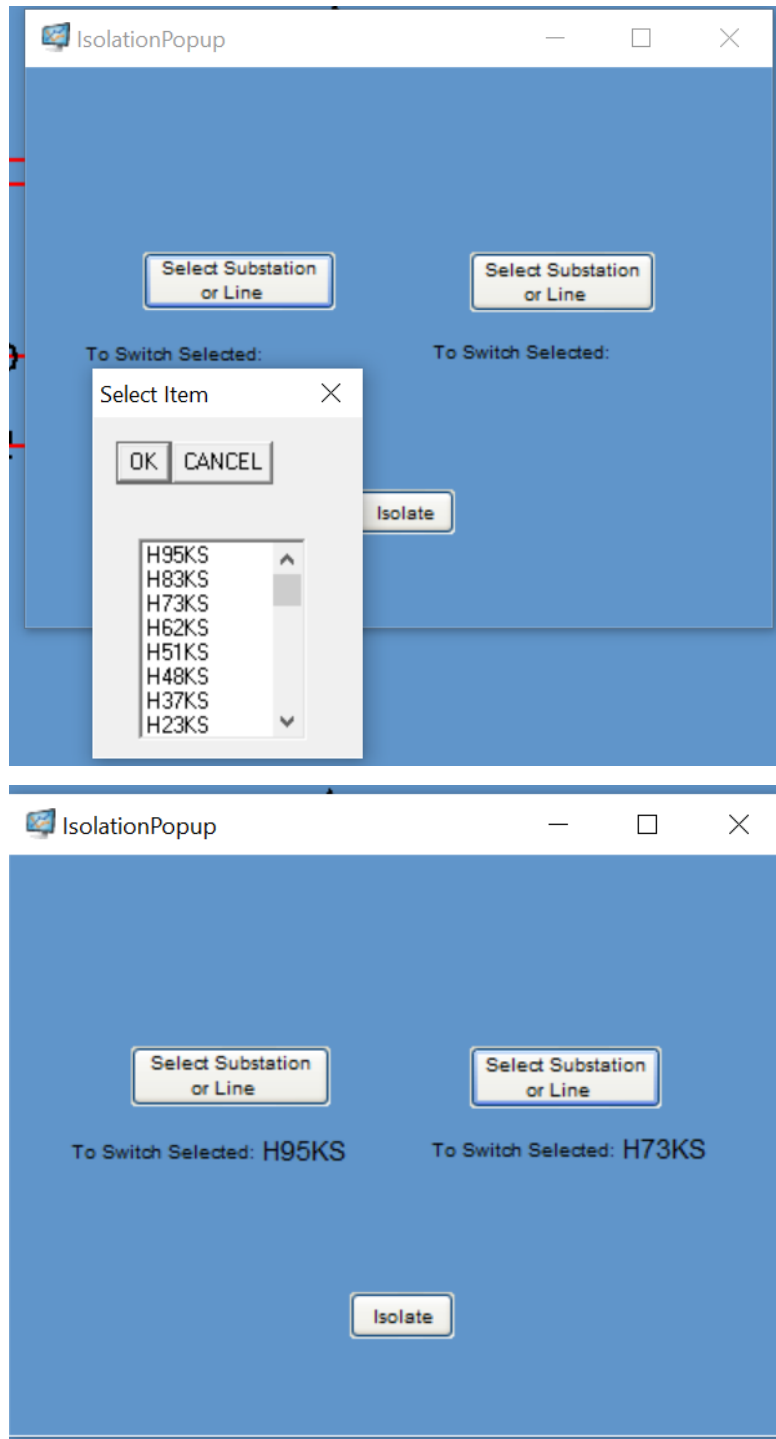 IsolationPopup
Select Substation
or Line
Select Substation
or Line
To Switch Selected:
To Switch Selected:
Select Item
OK
CANCEL
Isolate
H95KS
H83KS
H73KS
H62KS
H51KS
H48KS
H37KS
H23KS
IsolationPopup
Select Substation
or Line
Select Substation
or Line
To Switch Selected: H95KS
To Switch Selected: H73KS
Isolate